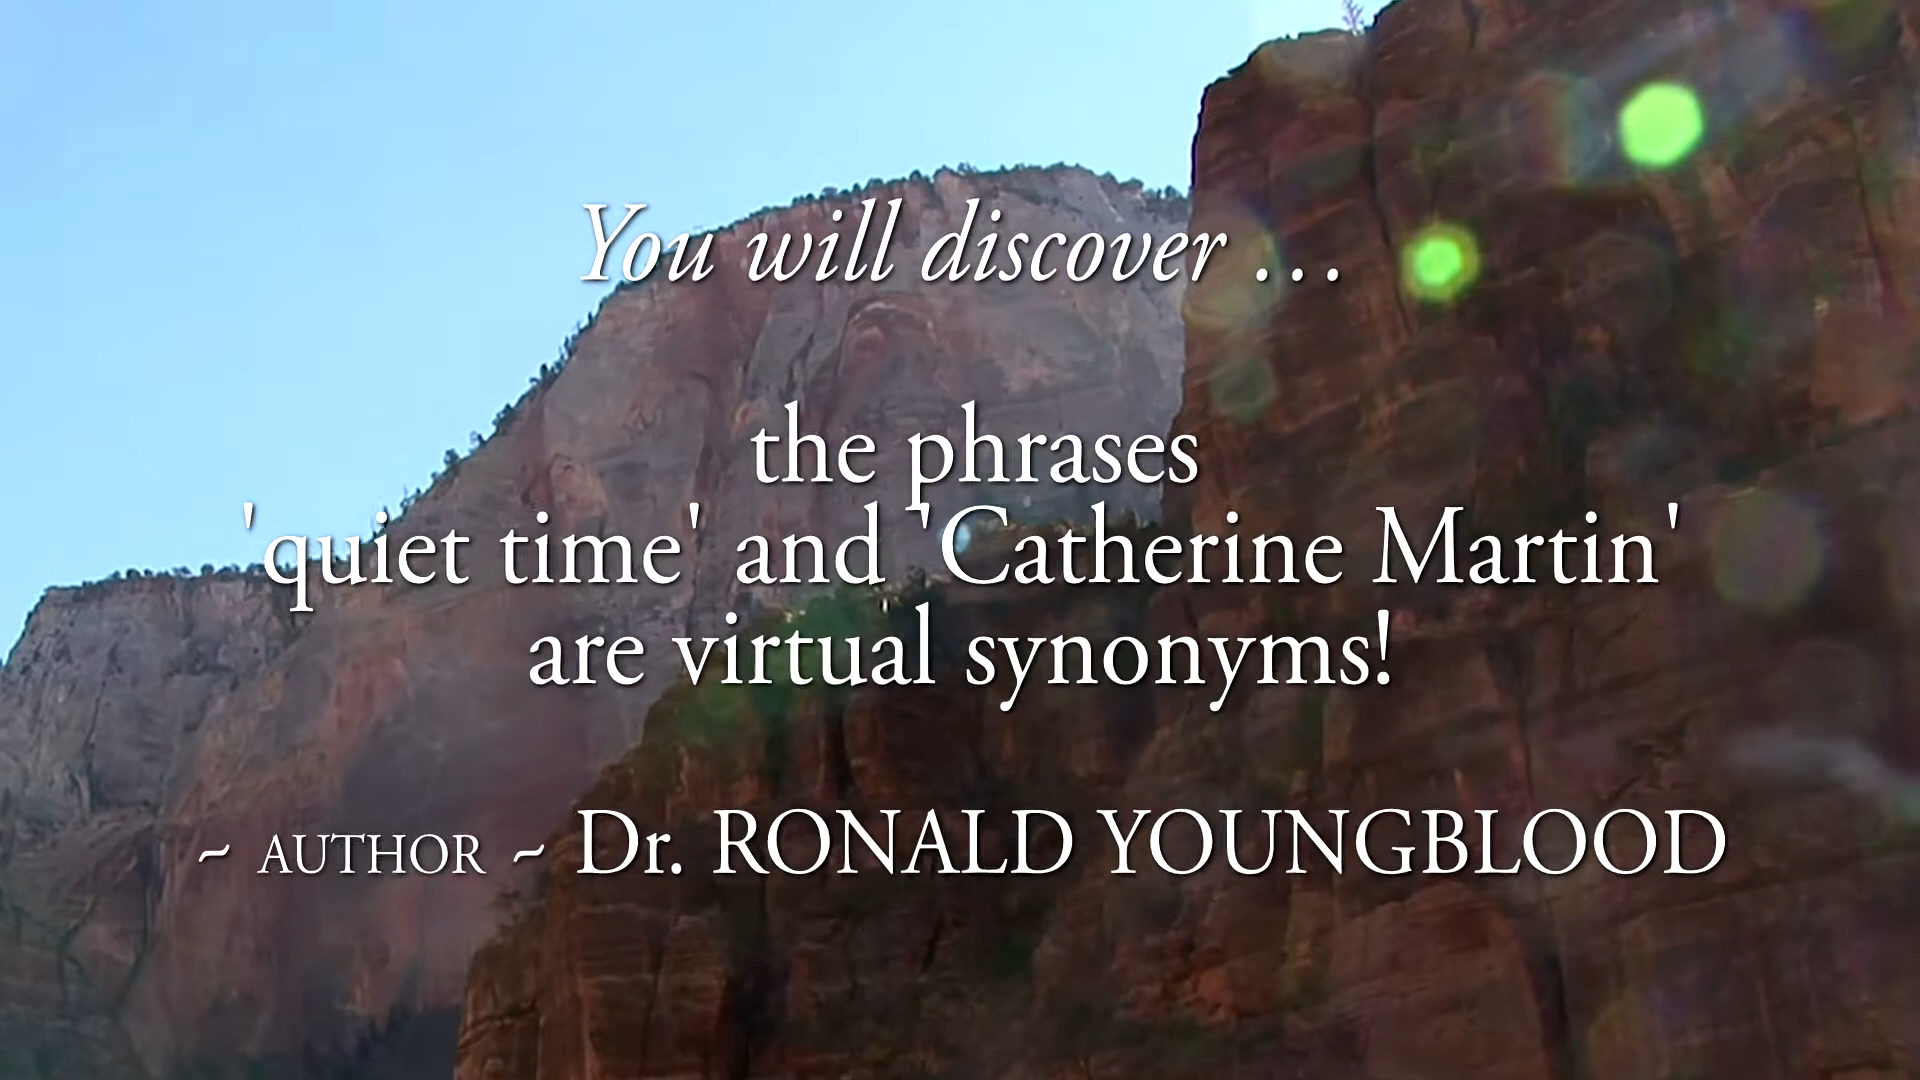 You will discover . . .
the phrases
'quiet time' and 'Catherine Martin'
are virtual synonyms!
~ AUTHOR ~ Dr. RONALD YOUNGBLOOD